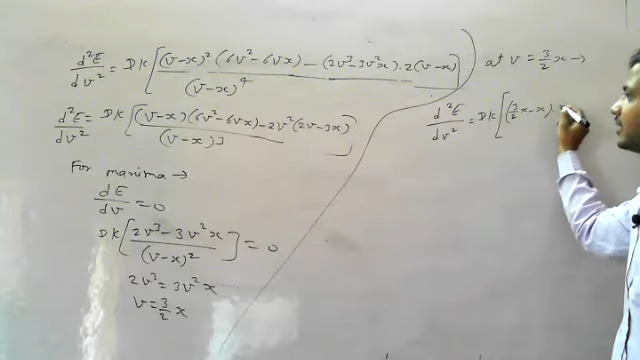 d²E/dv² = DK[((v-x)²(6v²-6vx)-(2v³-3v²x).2(v-x))/(v-x)⁴]
d²E/dv² = DK[((v-x)(6v²-6vx)-2v²(2v-3x))/(v-x)3]
For maxima →
dE/dv = 0
DK[(2v³-3v²x)/(v-x)²] = 0
2v³ = 3v²x
v = 3/2 x
at v = 3/2 x →
d²E/dv² = DK[(3/2 x-x)